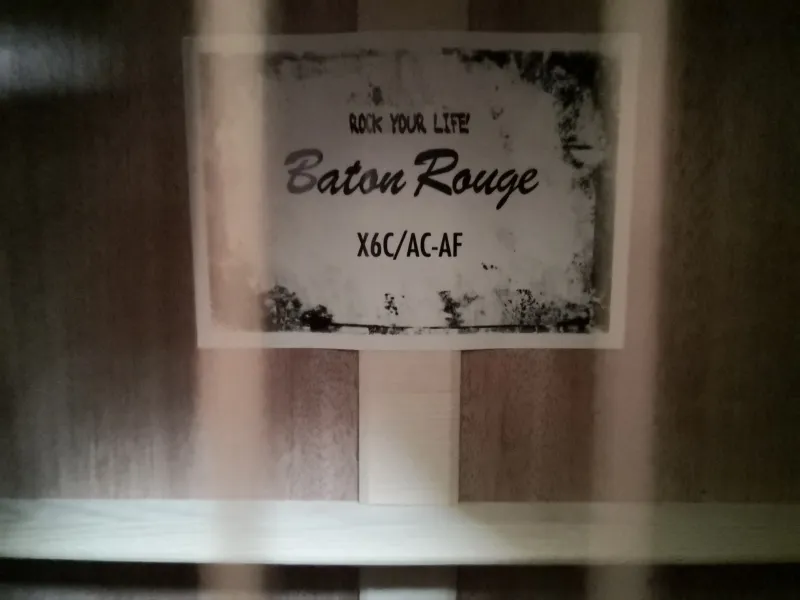 ROCK YOUR LIFE!
Baton Rouge
X6C/AC-AF